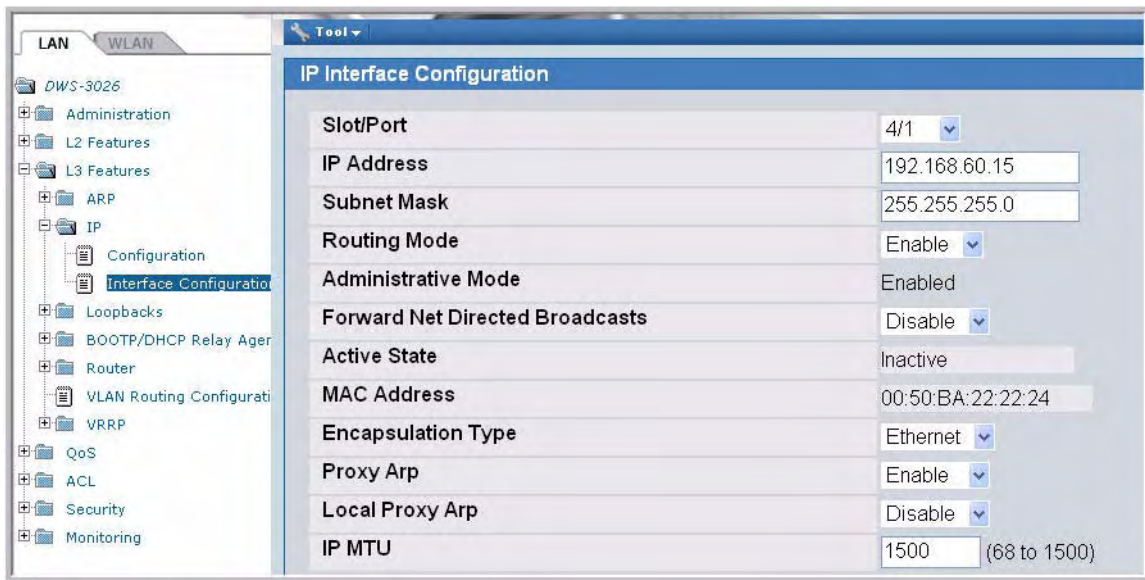 LAN
WLAN
Tool
DWS-3026
Administration
L2 Features
L3 Features
ARP
IP
Configuration
Interface Configuration
Loopbacks
BOOTP/DHCP Relay Agen
Router
VLAN Routing Configurati
VRRP
QoS
ACL
Security
Monitoring
IP Interface Configuration
Slot/Port 4/1
IP Address 192.168.60.15
Subnet Mask 255.255.255.0
Routing Mode Enable
Administrative Mode Enabled
Forward Net Directed Broadcasts Disable
Active State Inactive
MAC Address 00:50:BA:22:22:24
Encapsulation Type Ethernet
Proxy Arp Enable
Local Proxy Arp Disable
IP MTU 1500 (68 to 1500)